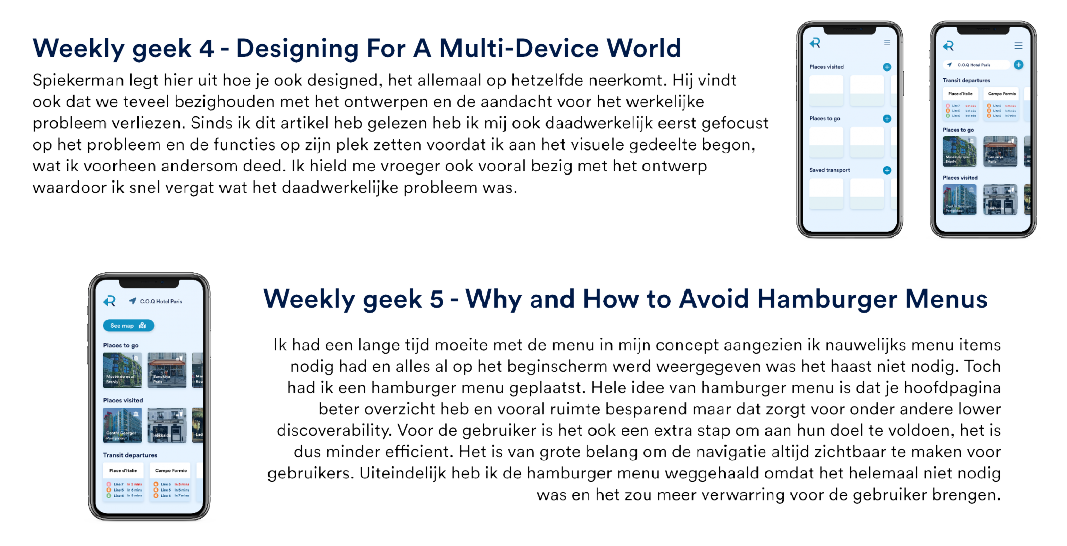 Weekly geek 4 - Designing For A Multi-Device World
Spiekerman legt hier uit hoe je ook designed, het allemaal op hetzelfde neerkomt. Hij vindt
ook dat we teveel bezighouden met het ontwerpen en de aandacht voor het werkelijke
probleem verliezen. Sinds ik dit artikel heb gelezen heb ik mij ook daadwerkelijk eerst gefocust
op het probleem en de functies op zijn plek zetten voordat ik aan het visuele gedeelte begon,
wat ik voorheen andersom deed. Ik hield me vroeger ook vooral bezig met het ontwerp
waardoor ik snel vergat wat het daadwerkelijke probleem was.
Places visited
Places to go
Saved transport
C.O.Q Hotel Paris
Transit departures
Place d'Italie
Campo Formio
Places to go
Places visited
Weekly geek 5 - Why and How to Avoid Hamburger Menus
Ik had een lange tijd moeite met de menu in mijn concept aangezien ik nauwelijks menu items
nodig had en alles al op het beginscherm werd weergegeven was het haast niet nodig. Toch
had ik een hamburger menu geplaatst. Hele idee van hamburger menu is dat je hoofdpagina
beter overzicht heb en vooral ruimte besparend maar dat zorgt voor onder andere lower
discoverability. Voor de gebruiker is het ook een extra stap om aan hun doel te voldoen, het is
dus minder efficient. Het is van grote belang om de navigatie altijd zichtbaar te maken voor
gebruikers. Uiteindelijk heb ik de hamburger menu weggehaald omdat het helemaal niet nodig
was en het zou meer verwarring voor de gebruiker brengen.
C.O.Q Hotel Paris
See map
Places to go
Places visited
Transit departures
Place d'Italie
Campo Formio